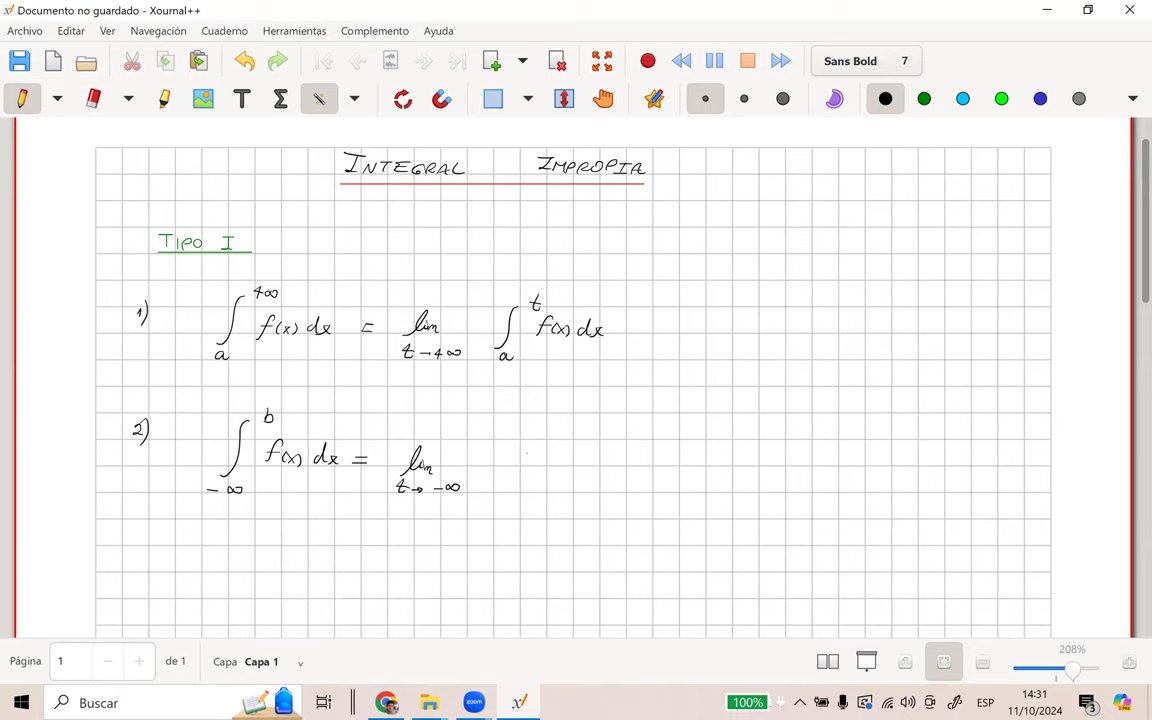 Documento no guardado - Xournal++
Archivo Editar Ver Navegación Cuaderno Herramientas Complemento Ayuda
Sans Bold 7
INTEGRAL IMPROPIA
TIPO I
1) ∫_a^{+∞} f(x) dx = lim_{t→+∞} ∫_a^t f(x) dx
2) ∫_{-∞}^b f(x) dx = lim_{t→-∞}
Página 1 de 1 Capa Capa 1 208%
Buscar zoom 100% ESP 14:31
11/10/2024 3